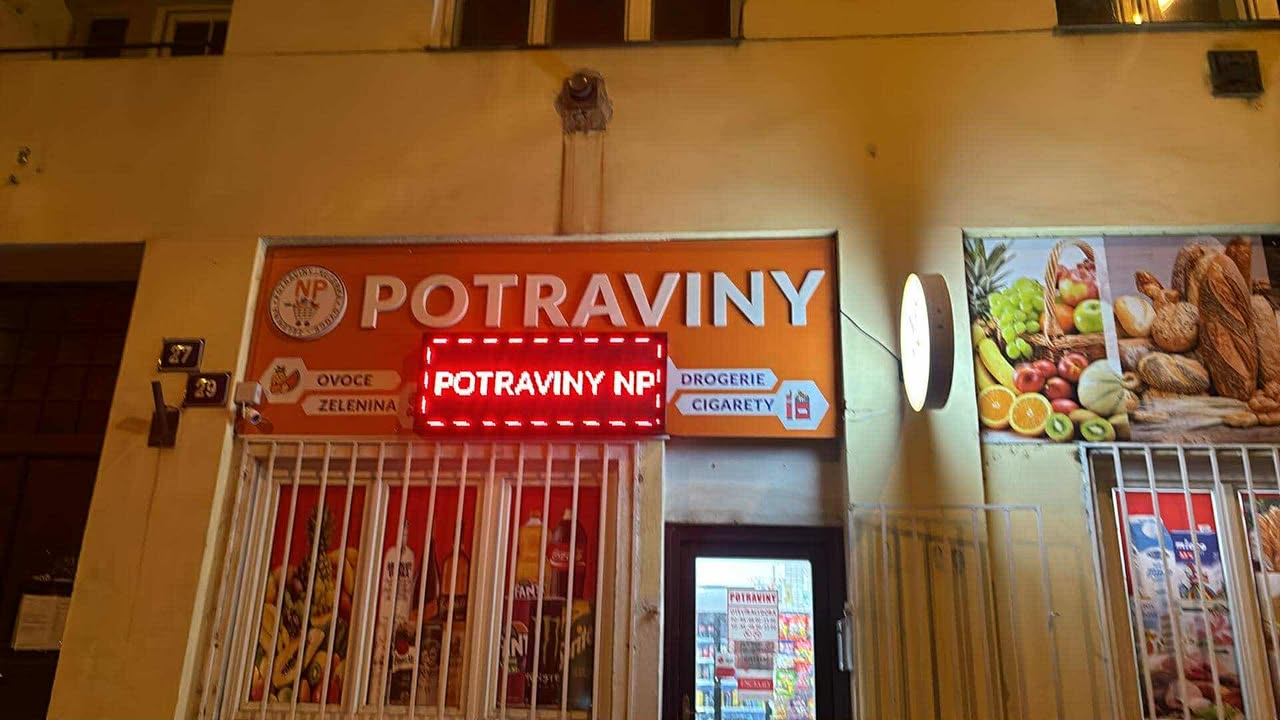 NP
POTRAVINY
27
29
OVOCE
ZELENINA
POTRAVINY NP
DROGERIE
CIGARETY
POTRAVINY